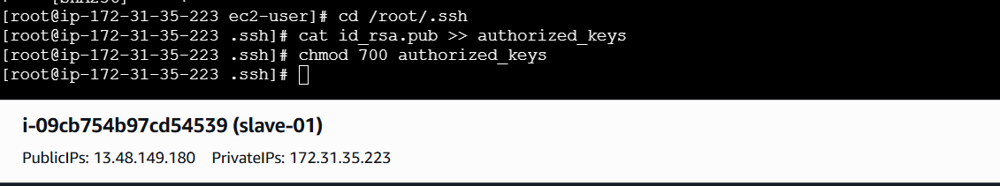 [root@ip-172-31-35-223 ec2-user]# cd /root/.ssh
[root@ip-172-31-35-223 .ssh]# cat id_rsa.pub >> authorized_keys
[root@ip-172-31-35-223 .ssh]# chmod 700 authorized_keys
[root@ip-172-31-35-223 .ssh]#
i-09cb754b97cd54539 (slave-01)
PublicIPs: 13.48.149.180 PrivateIPs: 172.31.35.223